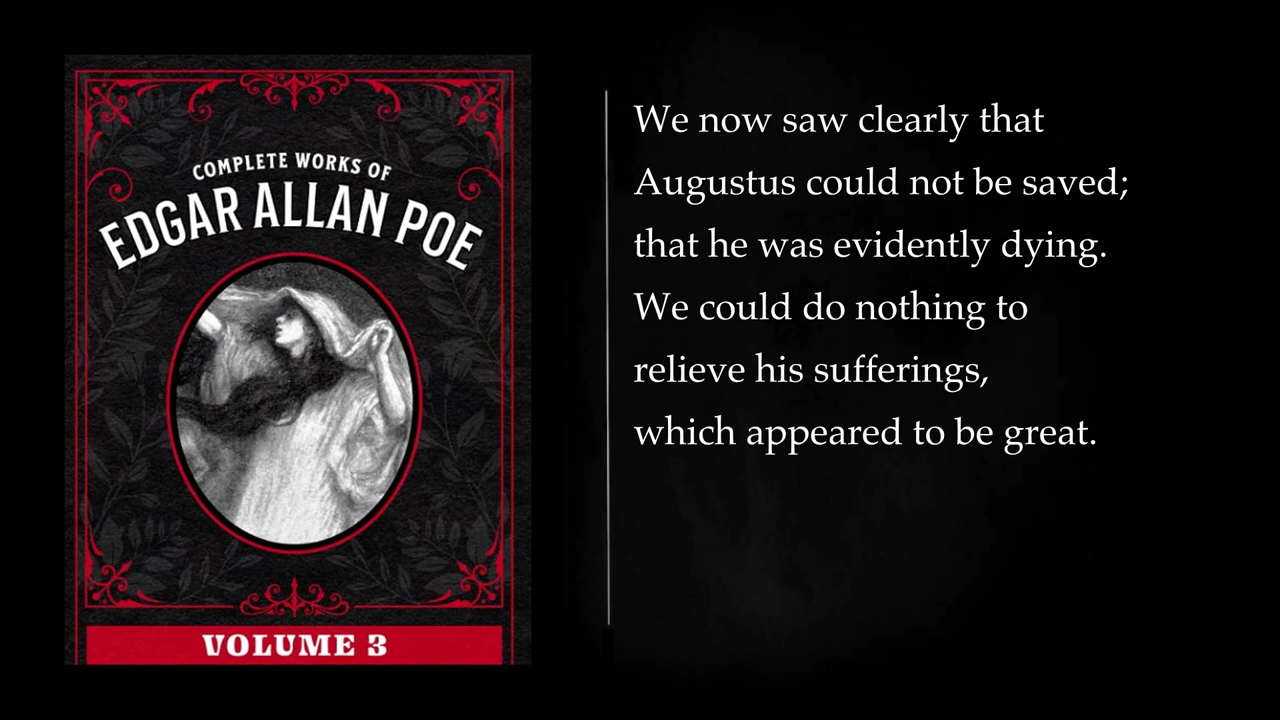 COMPLETE WORKS OF
EDGAR ALLAN POE
VOLUME 3
We now saw clearly that
Augustus could not be saved;
that he was evidently dying.
We could do nothing to
relieve his sufferings,
which appeared to be great.